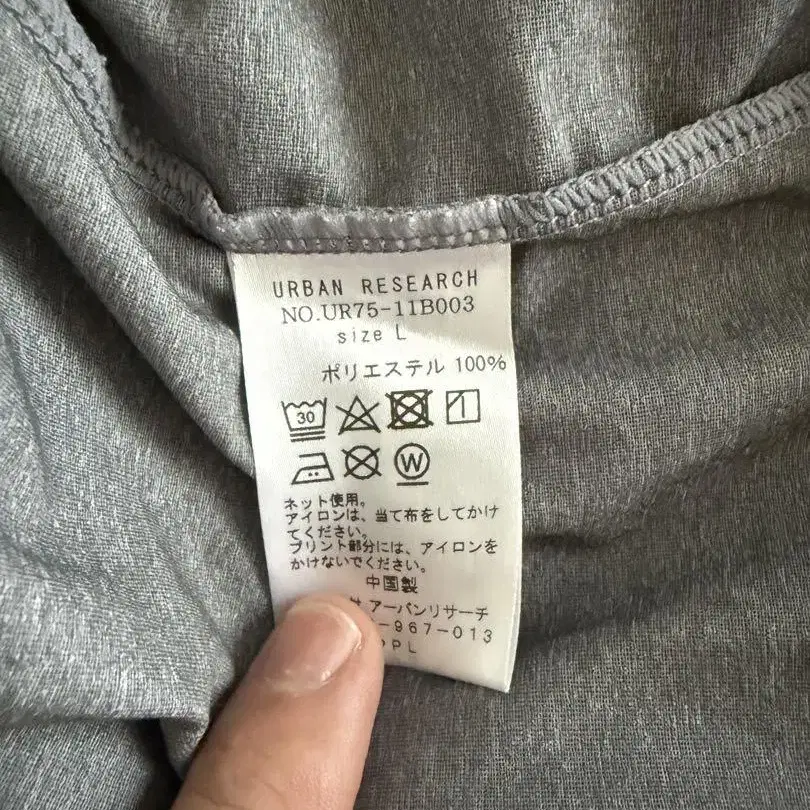 URBAN RESEARCH
NO.UR75-11B003
size L
ポリエステル 100%
30
W
ネット使用。
アイロンは、当て布をしてかけ
てください。
プリント部分には、アイロンを
かけないでください。
中国製
アーバンリサーチ
-967-013
PL